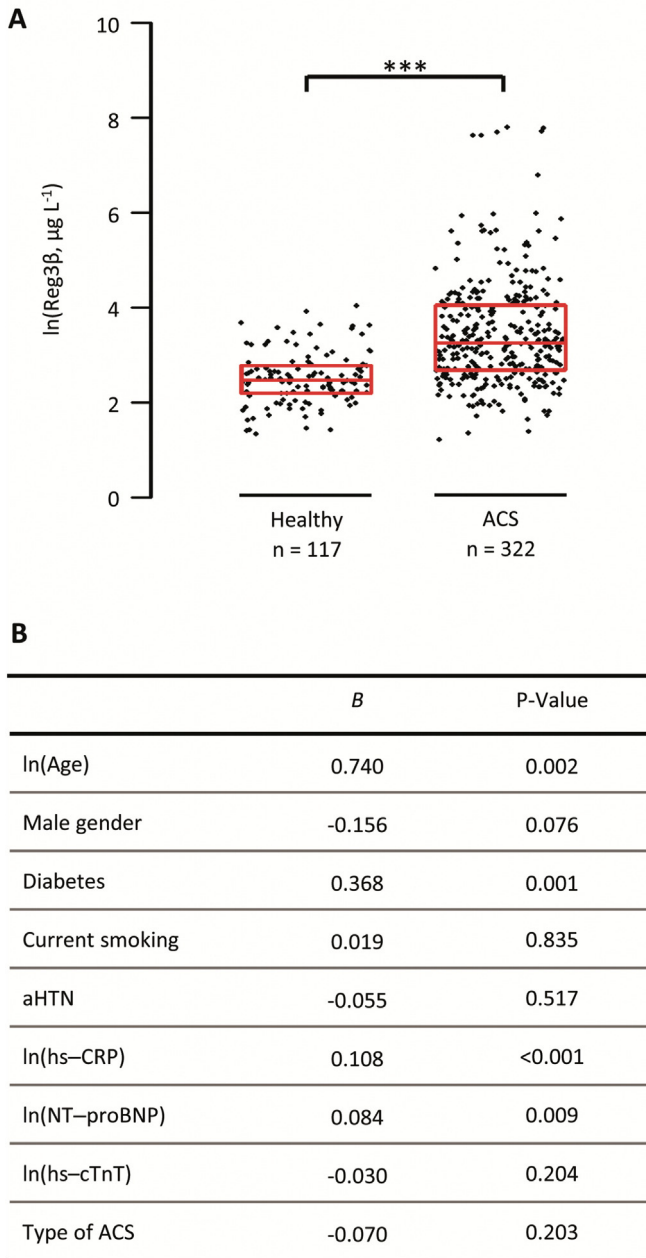 A
10
8
6
4
2
0
ln(Reg3β, µg L-1)
***
Healthy
n = 117
ACS
n = 322
B
B P-Value
ln(Age) 0.740 0.002
Male gender -0.156 0.076
Diabetes 0.368 0.001
Current smoking 0.019 0.835
aHTN -0.055 0.517
ln(hs–CRP) 0.108 <0.001
ln(NT–proBNP) 0.084 0.009
ln(hs–cTnT) -0.030 0.204
Type of ACS -0.070 0.203